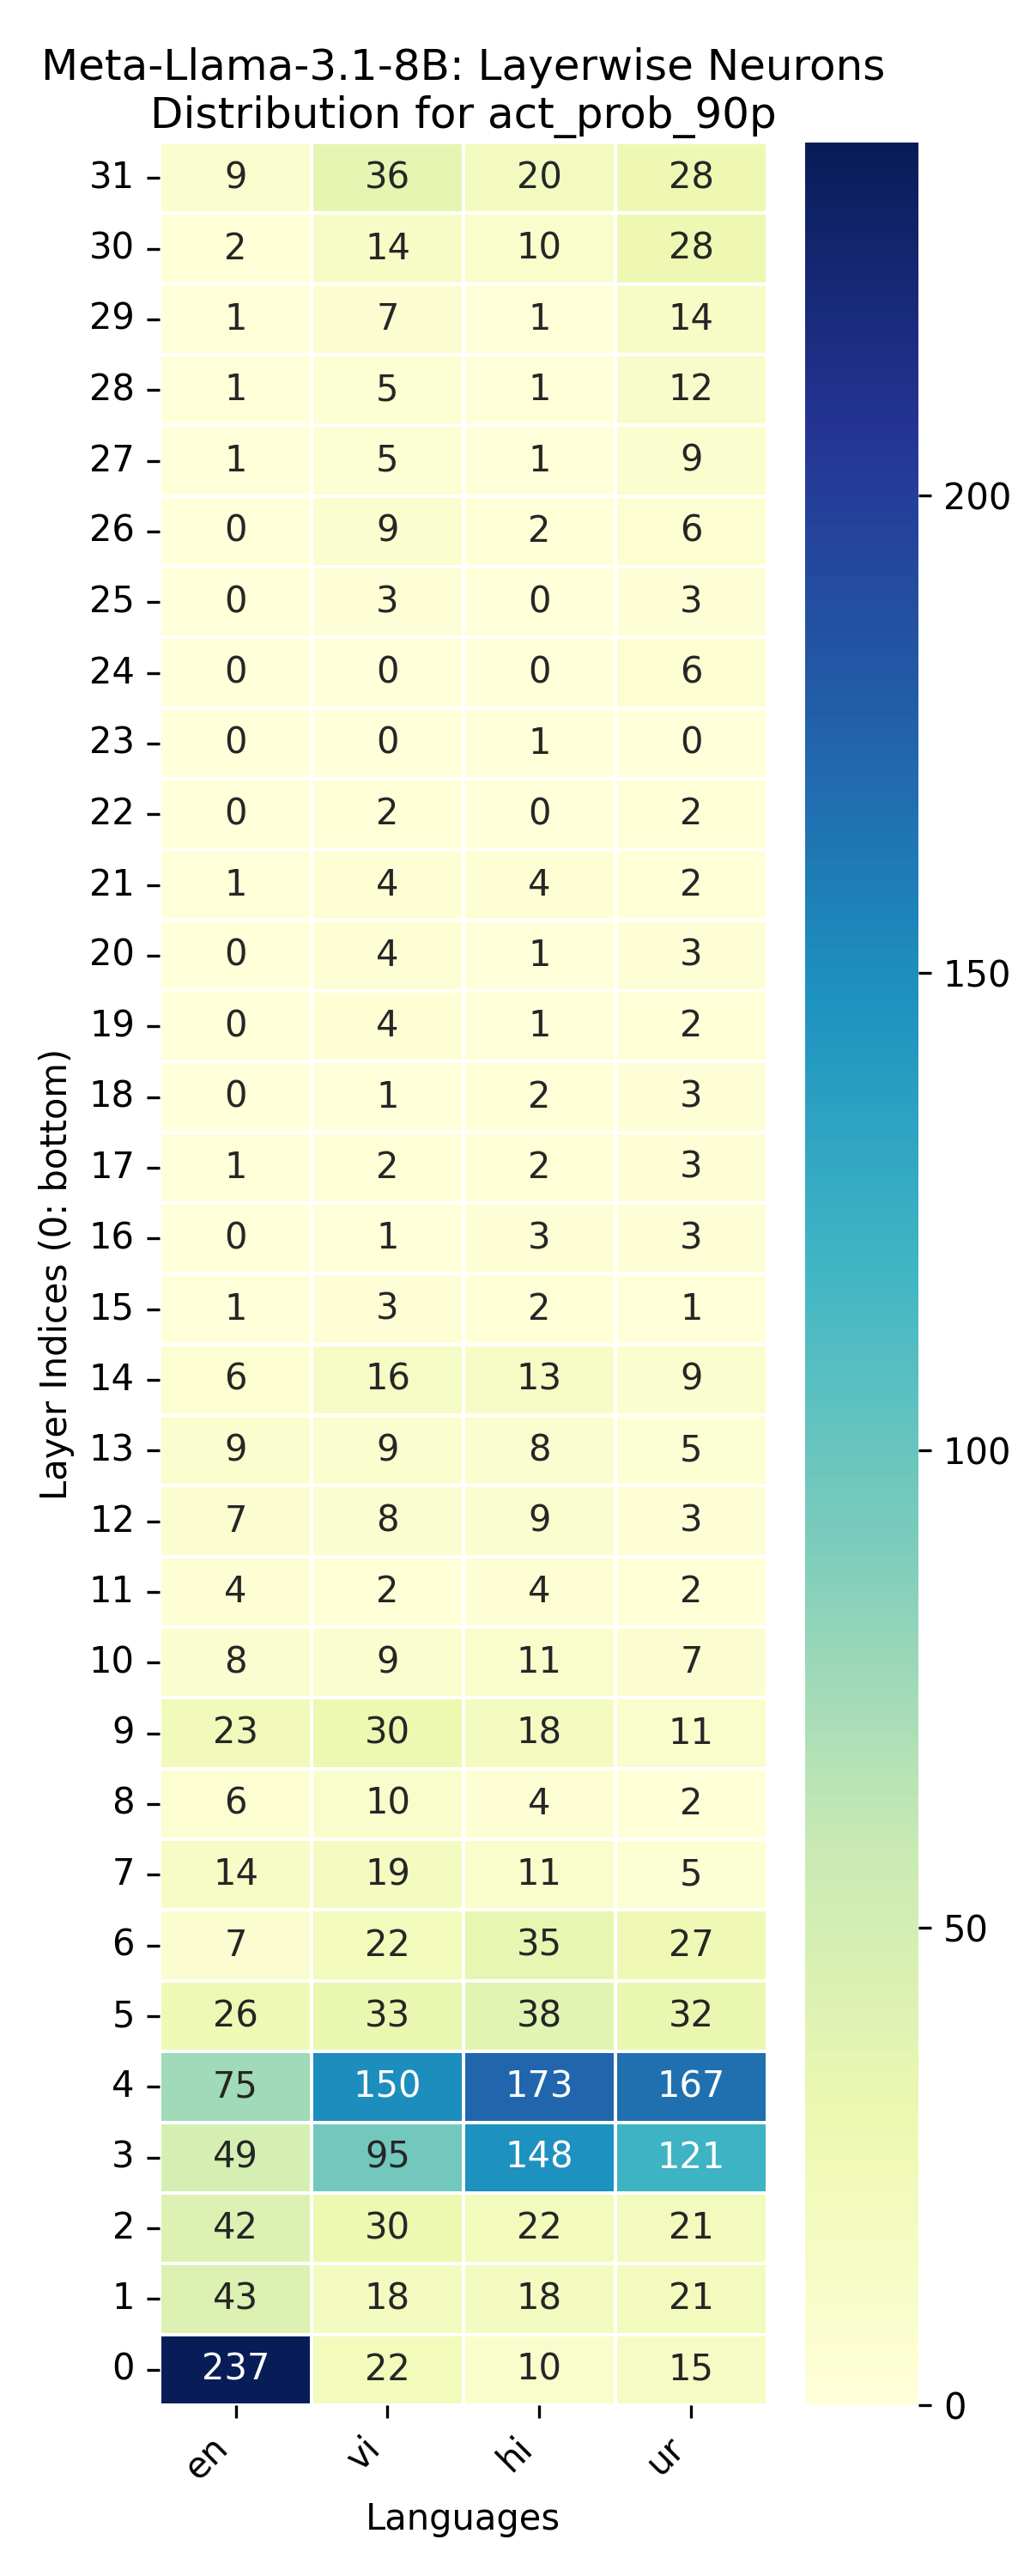 Meta-Llama-3.1-8B: Layerwise Neurons
Distribution for act_prob_90p
31 9 36 20 28
30 2 14 10 28
29 1 7 1 14
28 1 5 1 12
27 1 5 1 9
26 0 9 2 6
25 0 3 0 3
24 0 0 0 6
23 0 0 1 0
22 0 2 0 2
21 1 4 4 2
20 0 4 1 3
19 0 4 1 2
18 0 1 2 3
17 1 2 2 3
16 0 1 3 3
15 1 3 2 1
14 6 16 13 9
13 9 9 8 5
12 7 8 9 3
11 4 2 4 2
10 8 9 11 7
9 23 30 18 11
8 6 10 4 2
7 14 19 11 5
6 7 22 35 27
5 26 33 38 32
4 75 150 173 167
3 49 95 148 121
2 42 30 22 21
1 43 18 18 21
0 237 22 10 15
en vi hi ur
Languages
Layer Indices (0: bottom)
200
150
100
50
0